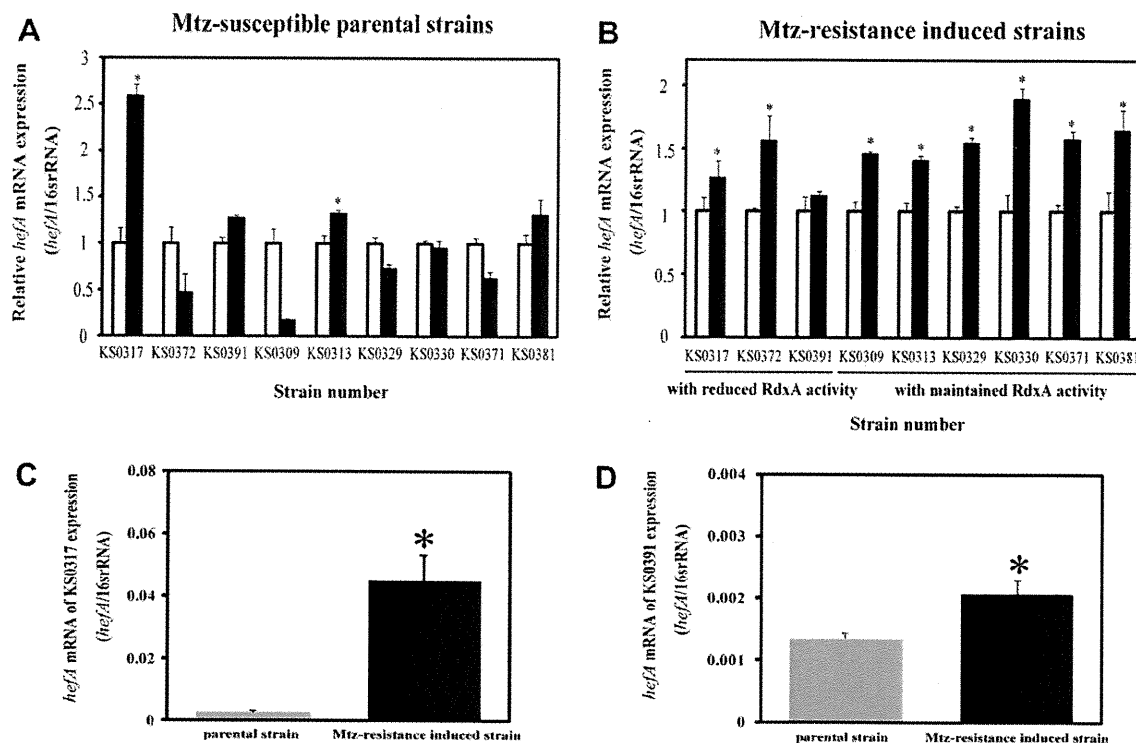 A
Mtz-susceptible parental strains
Relative hefA mRNA expression
(hefA/16srRNA)
3
2.5
2
1.5
1
0.5
0
*
*
KS0317 KS0372 KS0391 KS0309 KS0313 KS0329 KS0330 KS0371 KS0381
Strain number
B
Mtz-resistance induced strains
Relative hefA mRNA expression
(hefA/16srRNA)
2
1.5
1
0.5
0
* * * * * * * *
KS0317 KS0372 KS0391 KS0309 KS0313 KS0329 KS0330 KS0371 KS0381
with reduced RdxA activity
with maintained RdxA activity
Strain number
C
hefA mRNA of KS0317 expression
(hefA/16srRNA)
0.08
0.06
0.04
0.02
0
*
parental strain
Mtz-resistance induced strain
D
hefA mRNA of KS0391 expression
(hefA/16srRNA)
0.004
0.003
0.002
0.001
0
*
parental strain
Mtz-resistance induced strain